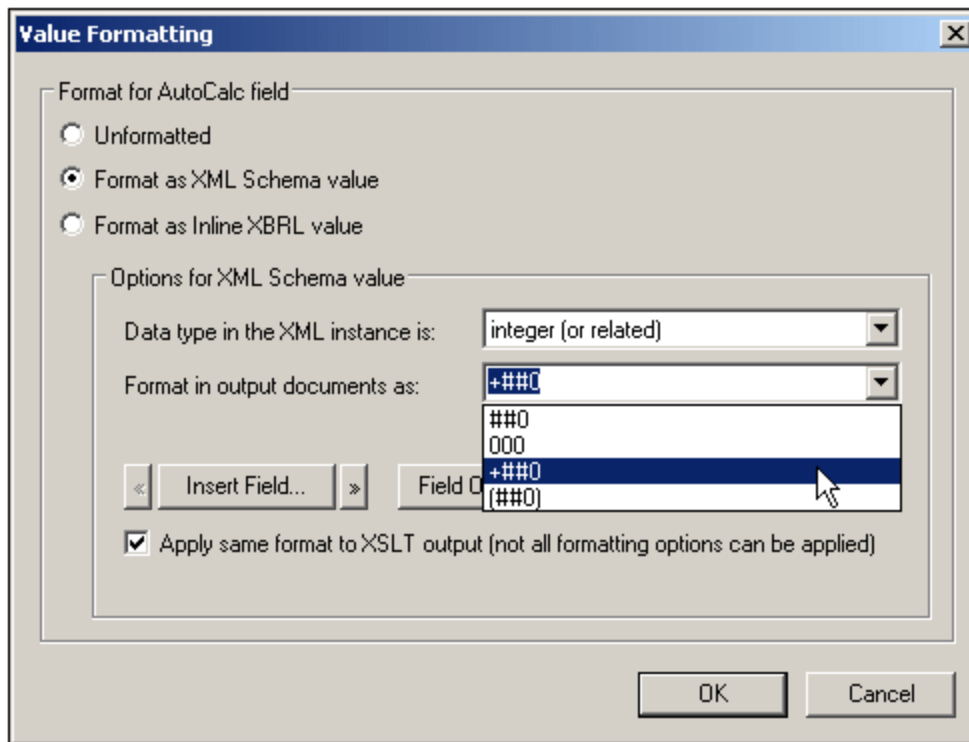 Value Formatting
Format for AutoCalc field
Unformatted
Format as XML Schema value
Format as Inline XBRL value
Options for XML Schema value
Data type in the XML instance is: integer (or related)
Format in output documents as: +##0
##0
000
+##0
(##0)
« Insert Field... » Field O
Apply same format to XSLT output (not all formatting options can be applied)
OK Cancel